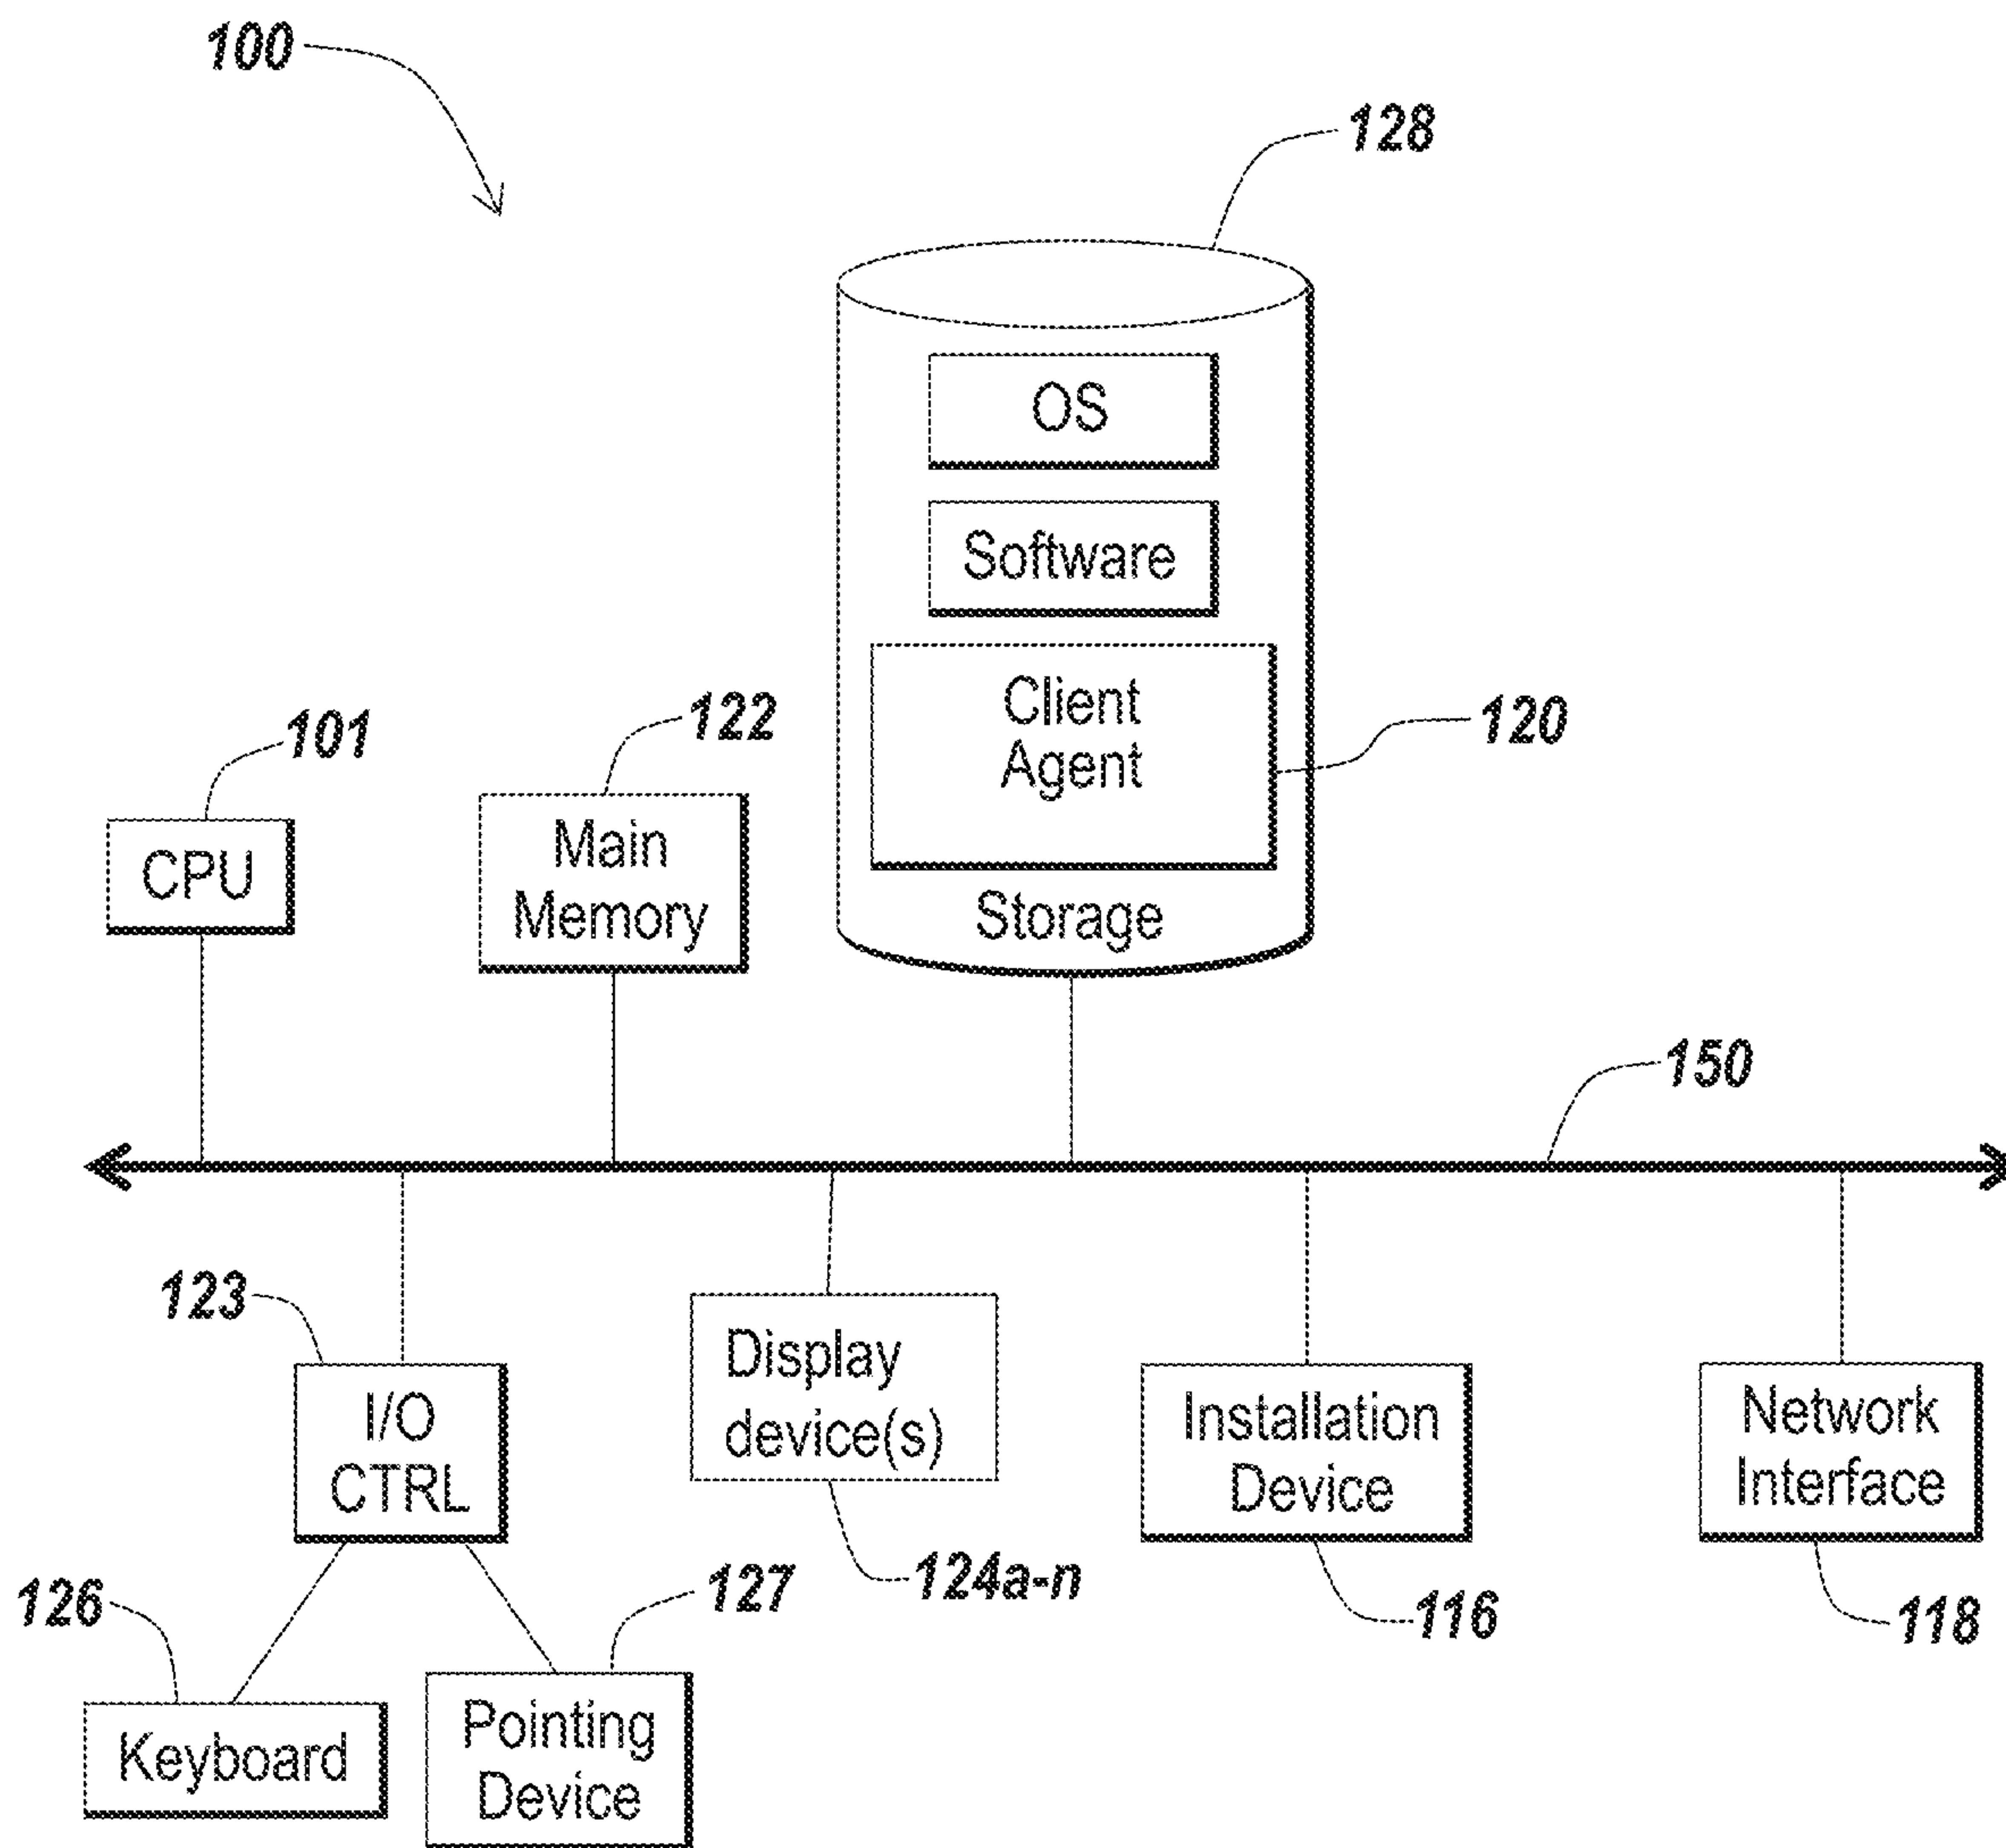 100
128
OS
Software
Client
Agent
120
Storage
101
CPU
122
Main
Memory
150
123
I/O
CTRL
Display
device(s)
124a-n
Installation
Device
116
Network
Interface
118
126
Keyboard
127
Pointing
Device